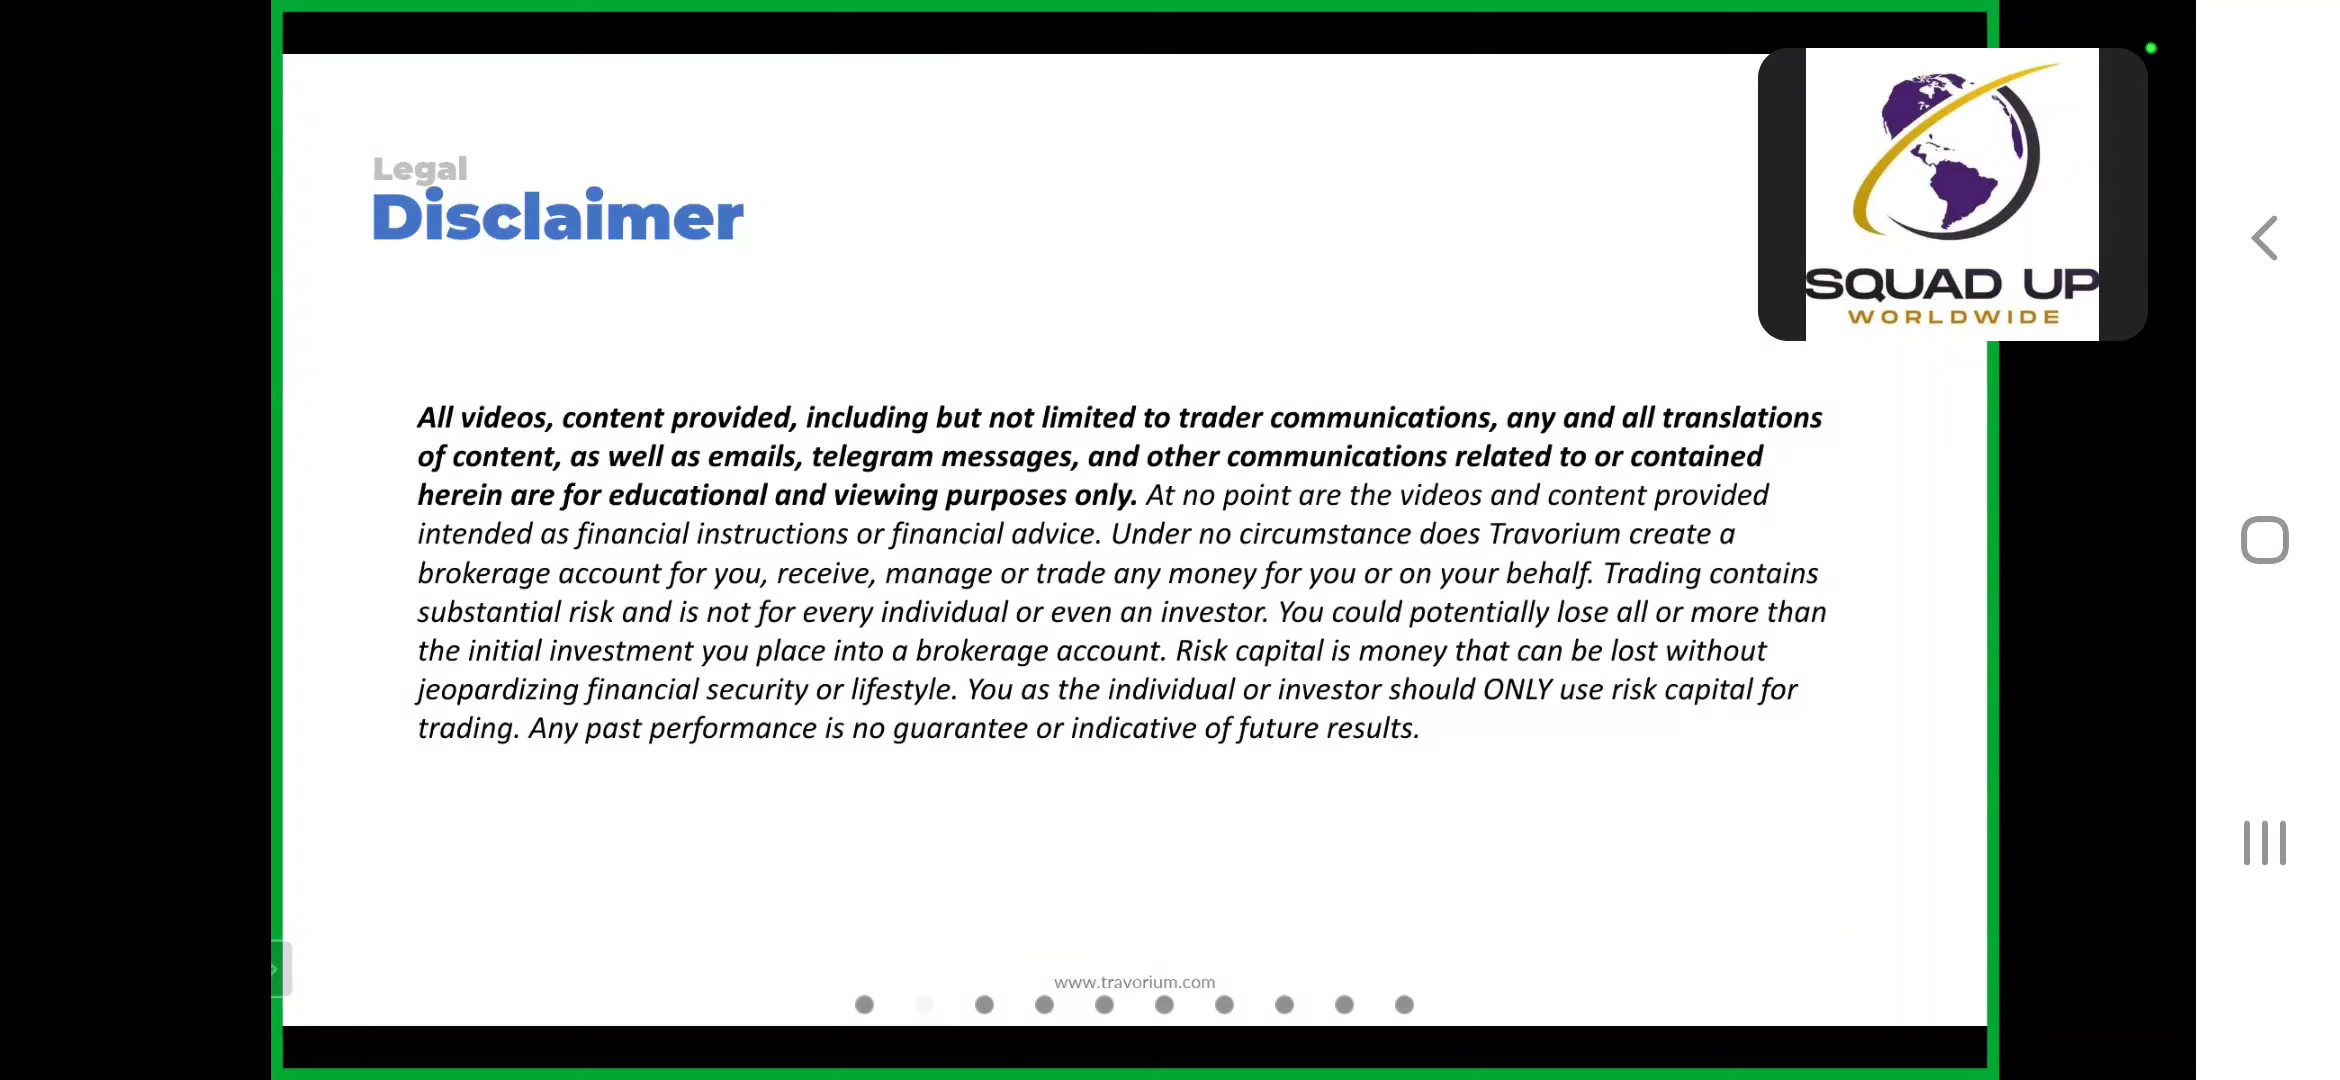 Legal
Disclaimer
SQUAD UP
WORLDWIDE
All videos, content provided, including but not limited to trader communications, any and all translations
of content, as well as emails, telegram messages, and other communications related to or contained
herein are for educational and viewing purposes only. At no point are the videos and content provided
intended as financial instructions or financial advice. Under no circumstance does Travorium create a
brokerage account for you, receive, manage or trade any money for you or on your behalf. Trading contains
substantial risk and is not for every individual or even an investor. You could potentially lose all or more than
the initial investment you place into a brokerage account. Risk capital is money that can be lost without
jeopardizing financial security or lifestyle. You as the individual or investor should ONLY use risk capital for
trading. Any past performance is no guarantee or indicative of future results.
www.travorium.com